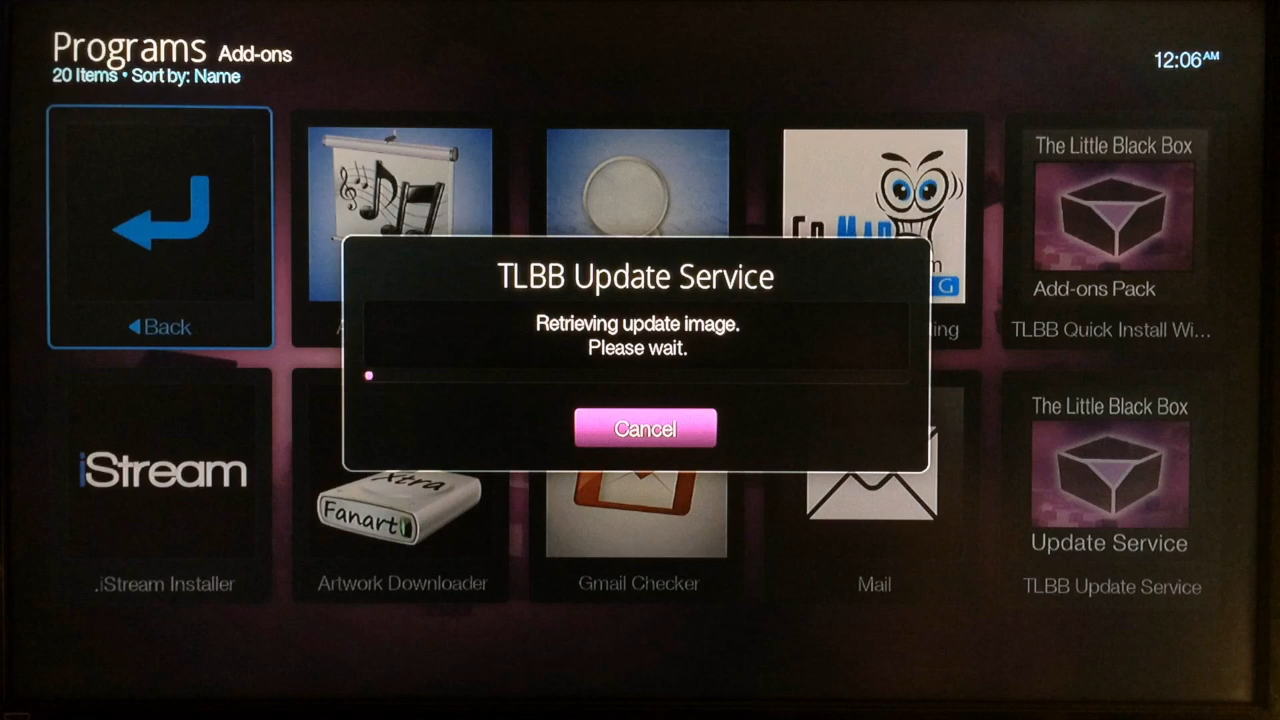 Programs Add-ons
20 Items • Sort by: Name
12:06AM
The Little Black Box
Add-ons Pack
Back
ing
TLBB Quick Install Wi...
TLBB Update Service
Retrieving update image.
Please wait.
Cancel
iStream
Xtra
Fanart
The Little Black Box
Update Service
.iStream Installer
Artwork Downloader
Gmail Checker
Mail
TLBB Update Service